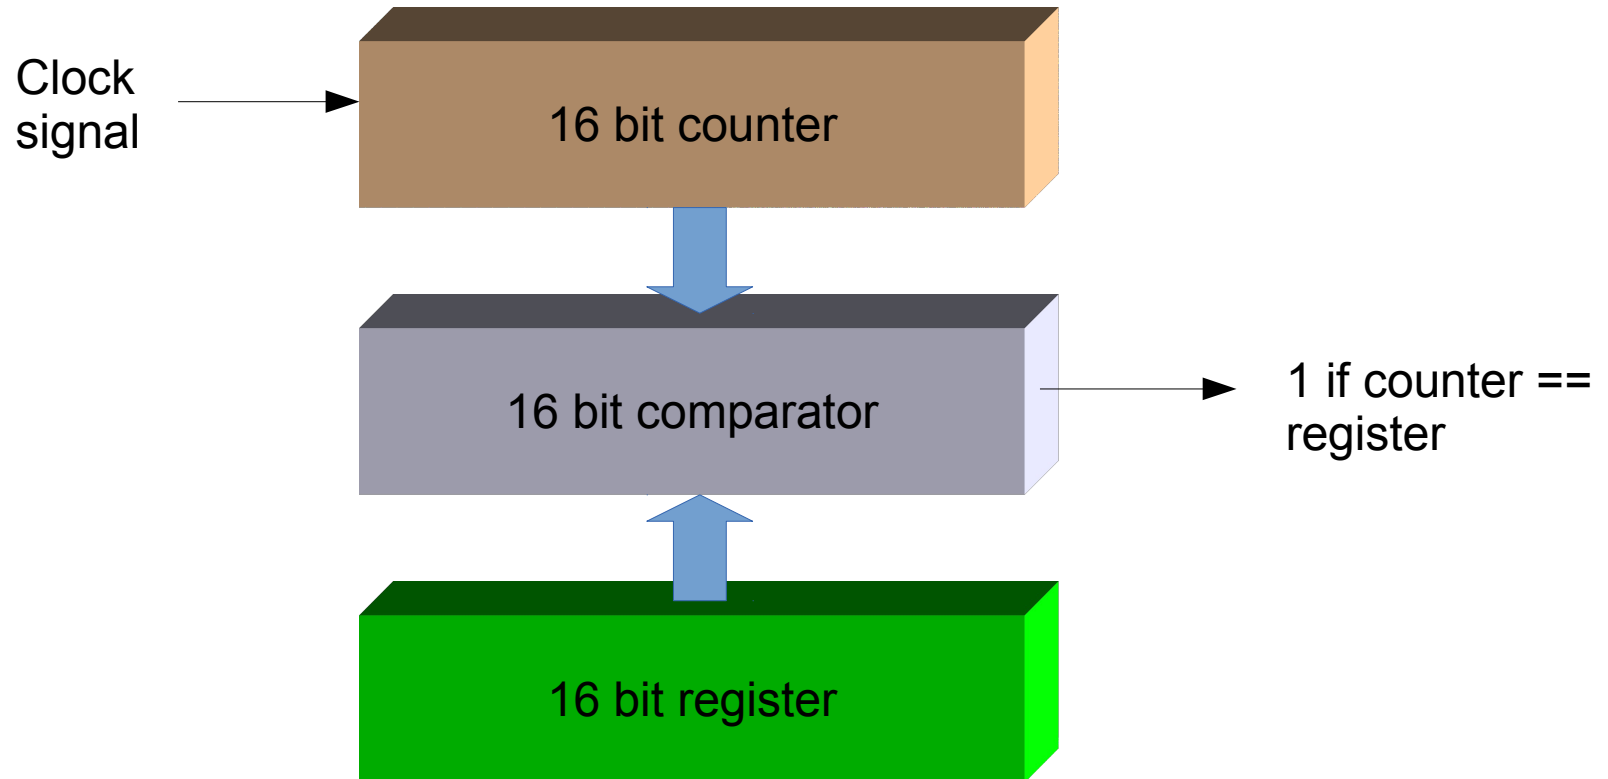 Clock
signal
16 bit counter
16 bit comparator
1 if counter ==
register
16 bit register